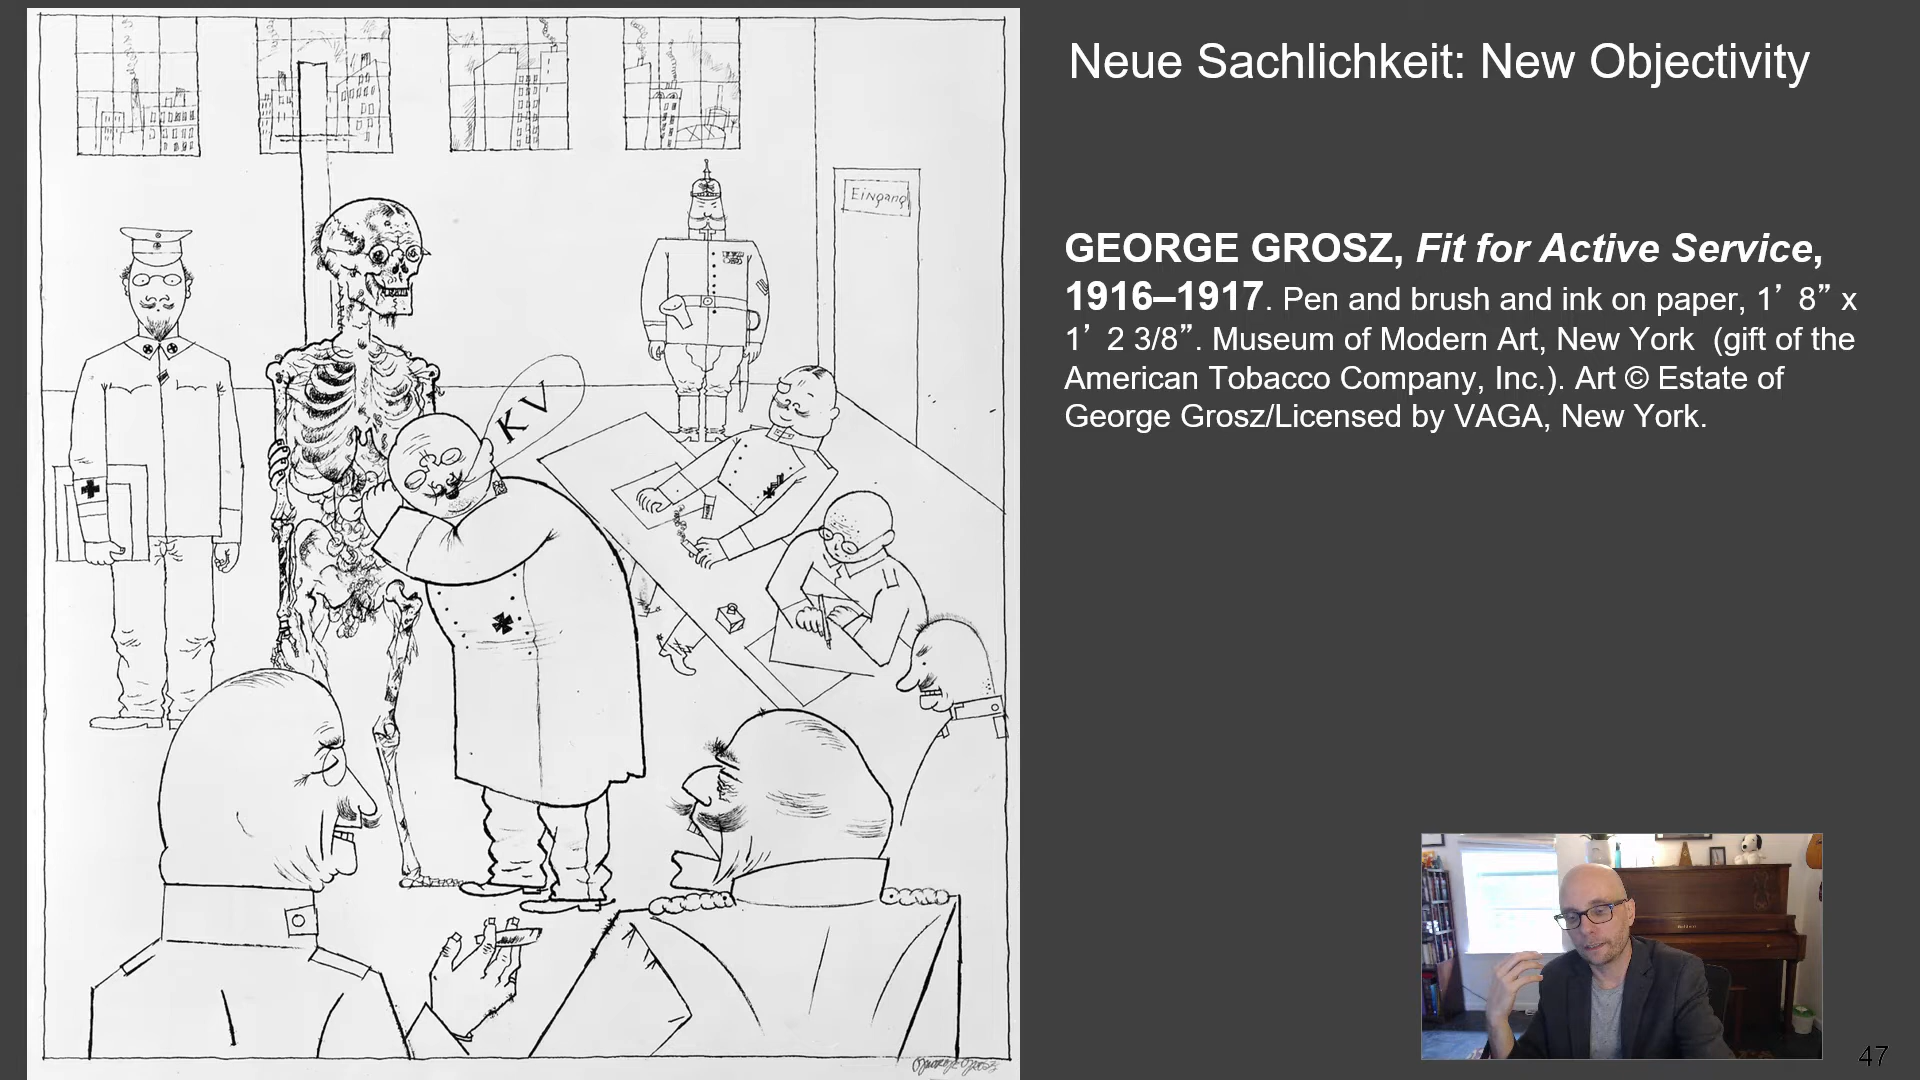 Neue Sachlichkeit: New Objectivity
GEORGE GROSZ, Fit for Active Service,
1916–1917. Pen and brush and ink on paper, 1’ 8” x
1’ 2 3/8”. Museum of Modern Art, New York (gift of the
American Tobacco Company, Inc.). Art © Estate of
George Grosz/Licensed by VAGA, New York.
Eingang
KV
47